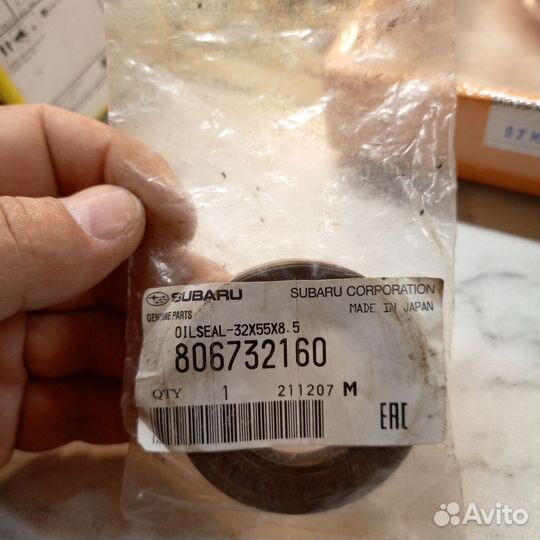 SUBARU
SUBARU CORPORATION
GENUINE PARTS
MADE IN JAPAN
OILSEAL-32X55X8.5
806732160
QTY 1 211207 M
EAC
Avito